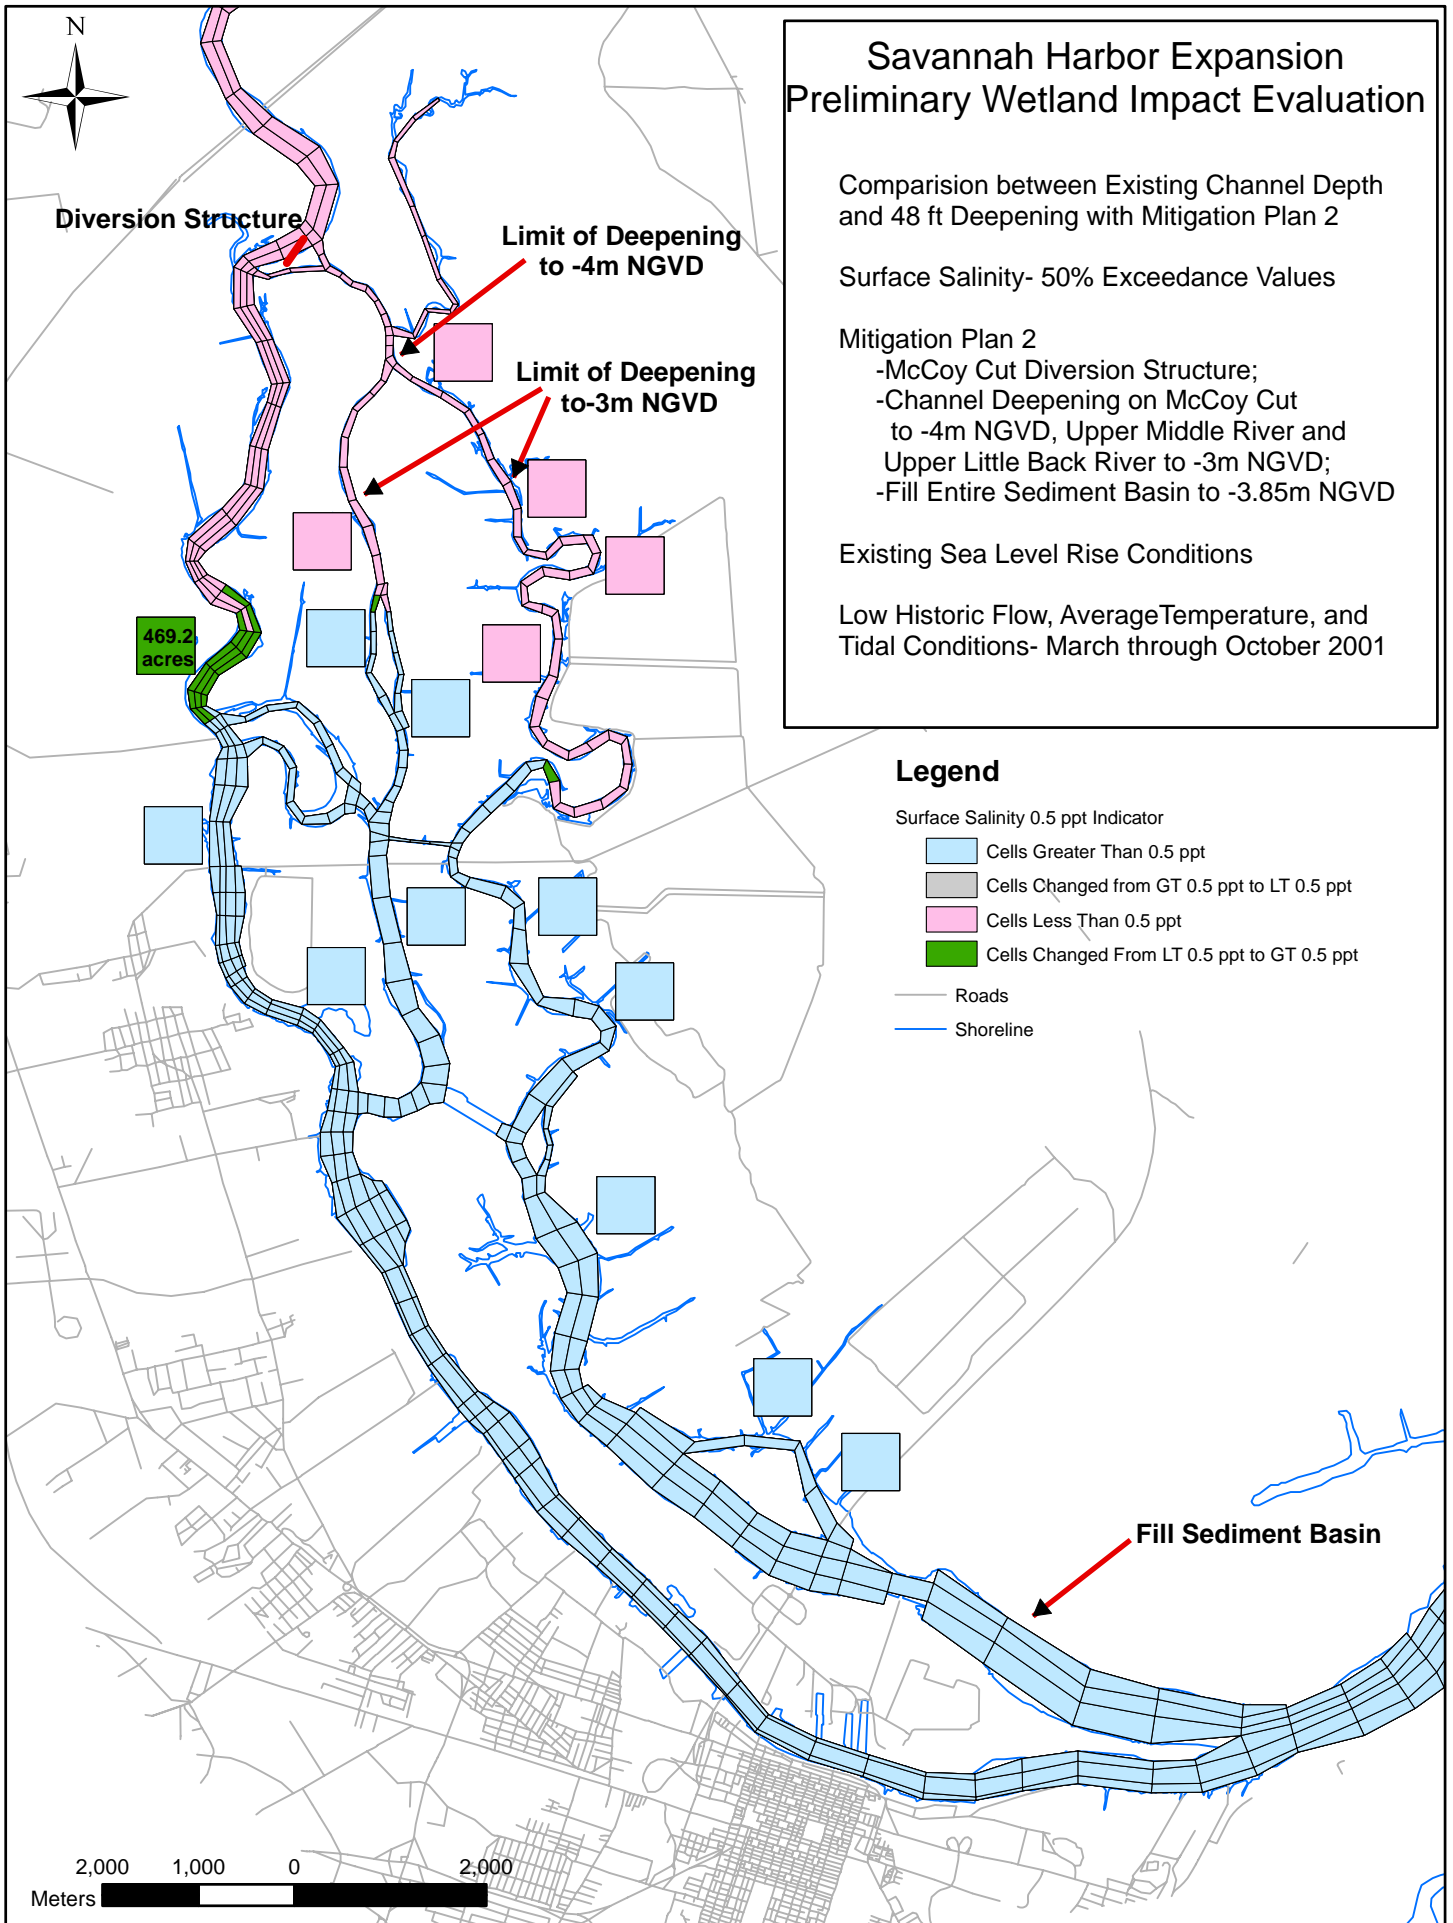 N
Savannah Harbor Expansion
Preliminary Wetland Impact Evaluation
Comparision between Existing Channel Depth
and 48 ft Deepening with Mitigation Plan 2
Surface Salinity- 50% Exceedance Values
Mitigation Plan 2
-McCoy Cut Diversion Structure;
-Channel Deepening on McCoy Cut
to -4m NGVD, Upper Middle River and
Upper Little Back River to -3m NGVD;
-Fill Entire Sediment Basin to -3.85m NGVD
Existing Sea Level Rise Conditions
Low Historic Flow, AverageTemperature, and
Tidal Conditions- March through October 2001
Diversion Structure
Limit of Deepening
to -4m NGVD
Limit of Deepening
to-3m NGVD
469.2
acres
Legend
Surface Salinity 0.5 ppt Indicator
Cells Greater Than 0.5 ppt
Cells Changed from GT 0.5 ppt to LT 0.5 ppt
Cells Less Than 0.5 ppt
Cells Changed From LT 0.5 ppt to GT 0.5 ppt
Roads
Shoreline
Fill Sediment Basin
2,000 1,000 0 2,000
Meters